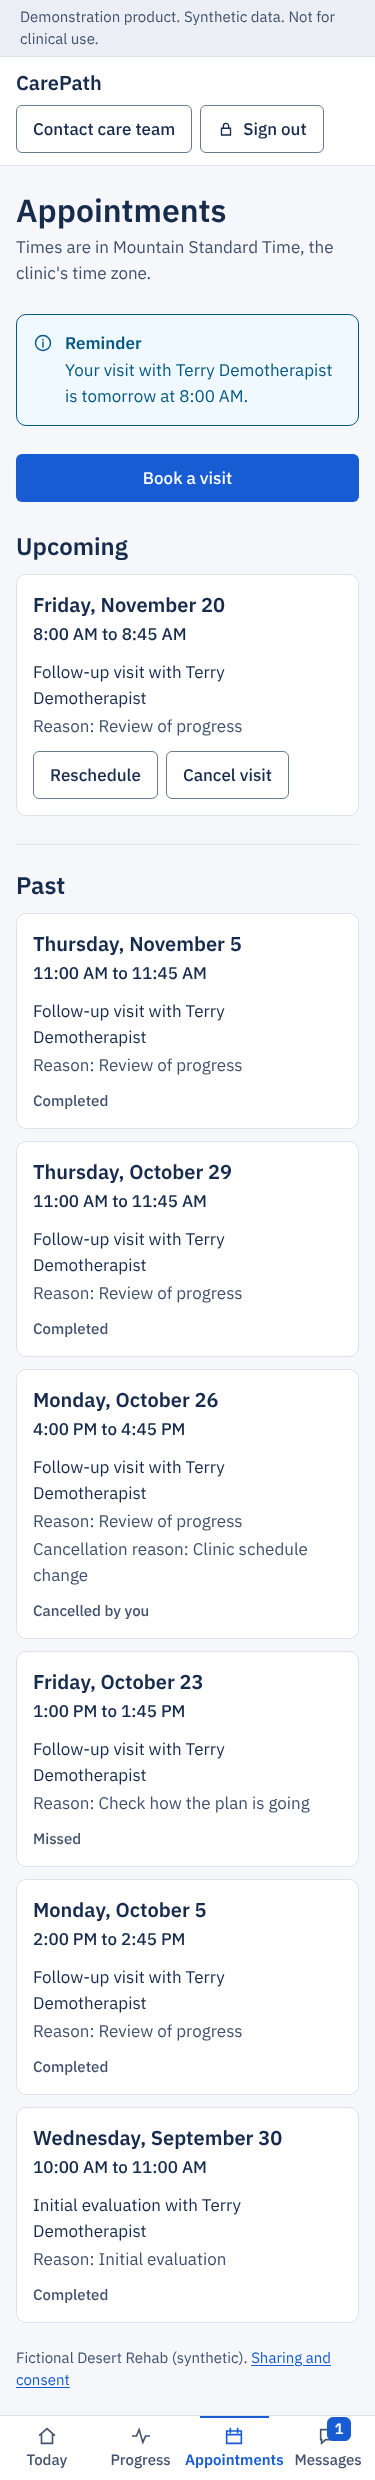 Demonstration product. Synthetic data. Not for
clinical use.
CarePath
Contact care team
Sign out
Appointments
Times are in Mountain Standard Time, the
clinic's time zone.
Reminder
Your visit with Terry Demotherapist
is tomorrow at 8:00 AM.
Book a visit
Upcoming
Friday, November 20
8:00 AM to 8:45 AM
Follow-up visit with Terry
Demotherapist
Reason: Review of progress
Reschedule
Cancel visit
Past
Thursday, November 5
11:00 AM to 11:45 AM
Follow-up visit with Terry
Demotherapist
Reason: Review of progress
Completed
Thursday, October 29
11:00 AM to 11:45 AM
Follow-up visit with Terry
Demotherapist
Reason: Review of progress
Completed
Monday, October 26
4:00 PM to 4:45 PM
Follow-up visit with Terry
Demotherapist
Reason: Review of progress
Cancellation reason: Clinic schedule
change
Cancelled by you
Friday, October 23
1:00 PM to 1:45 PM
Follow-up visit with Terry
Demotherapist
Reason: Check how the plan is going
Missed
Monday, October 5
2:00 PM to 2:45 PM
Follow-up visit with Terry
Demotherapist
Reason: Review of progress
Completed
Wednesday, September 30
10:00 AM to 11:00 AM
Initial evaluation with Terry
Demotherapist
Reason: Initial evaluation
Completed
Fictional Desert Rehab (synthetic). Sharing and
consent
1
Today
Progress
Appointments
Messages